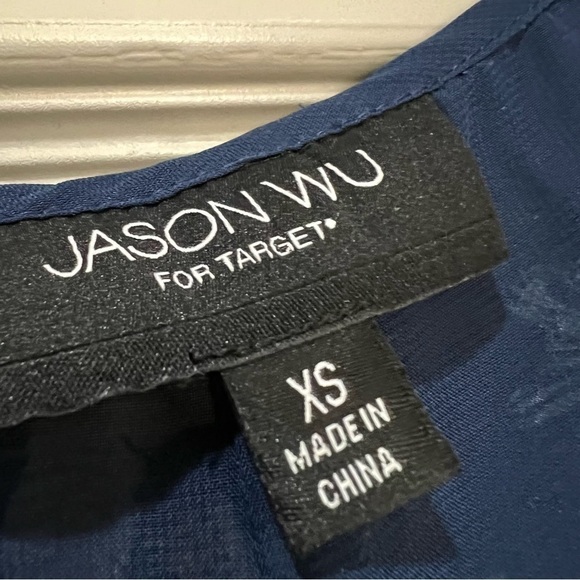 JASON WU
FOR TARGET®
XS
MADE IN
CHINA